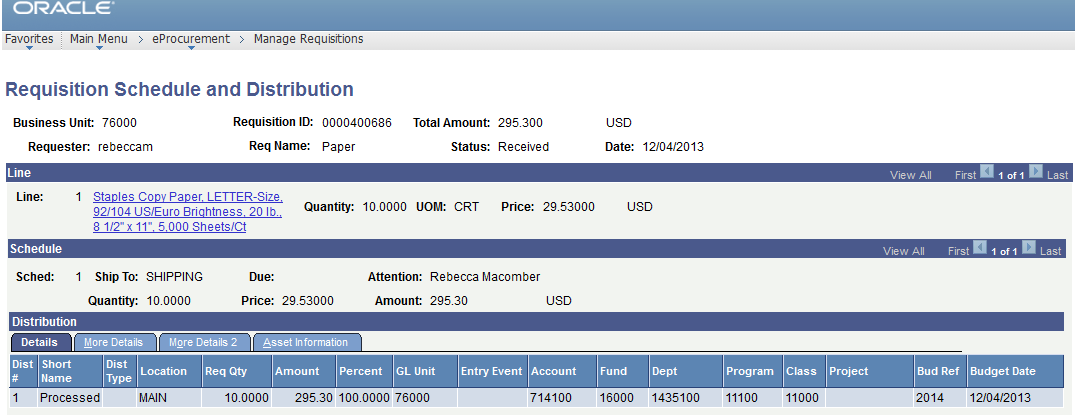 ORACLE
Favorites Main Menu > eProcurement > Manage Requisitions
Requisition Schedule and Distribution
Business Unit: 76000 Requisition ID: 0000400686 Total Amount: 295.300 USD
Requester: rebeccam Req Name: Paper Status: Received Date: 12/04/2013
Line View All First 1 of 1 Last
Line: 1 Staples Copy Paper, LETTER-Size, Quantity: 10.0000 UOM: CRT Price: 29.53000 USD
92/104 US/Euro Brightness, 20 lb.,
8 1/2" x 11", 5,000 Sheets/Ct
Schedule View All First 1 of 1 Last
Sched: 1 Ship To: SHIPPING Due: Attention: Rebecca Macomber
Quantity: 10.0000 Price: 29.53000 Amount: 295.30 USD
Distribution
Details More Details More Details 2 Asset Information
Dist # Short Name Dist Type Location Req Qty Amount Percent GL Unit Entry Event Account Fund Dept Program Class Project Bud Ref Budget Date
1 Processed MAIN 10.0000 295.30 100.0000 76000 714100 16000 1435100 11100 11000 2014 12/04/2013